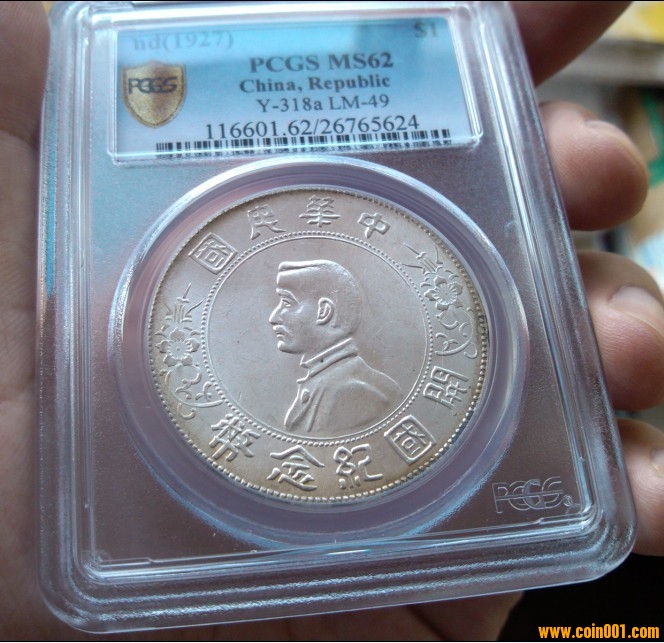 nd(1927) $1
PCGS MS62
China, Republic
PCGS
Y-318a LM-49
116601.62/26765624
中華民國
開國紀念幣
PCGS
www.coin001.com